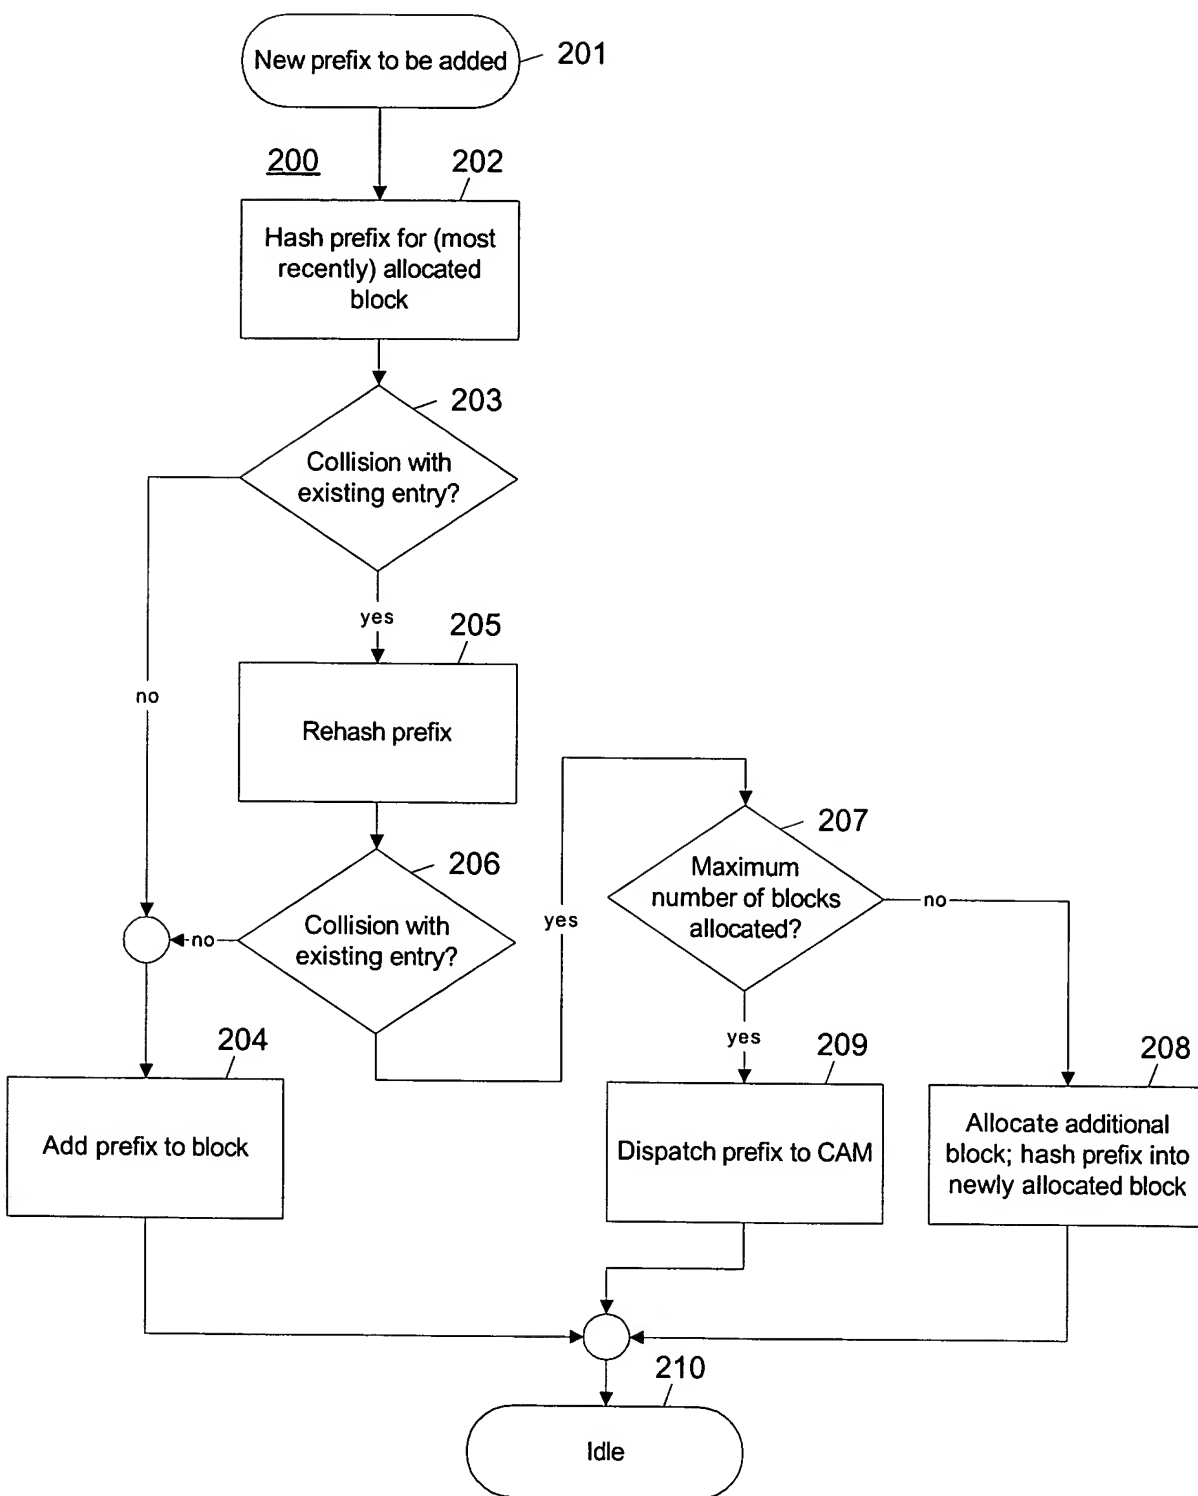 New prefix to be added
201
200
202
Hash prefix for (most
recently) allocated
block
203
Collision with
existing entry?
yes
no
205
Rehash prefix
206
Collision with
existing entry?
no
yes
207
Maximum
number of blocks
allocated?
no
yes
204
Add prefix to block
209
Dispatch prefix to CAM
208
Allocate additional
block; hash prefix into
newly allocated block
210
Idle